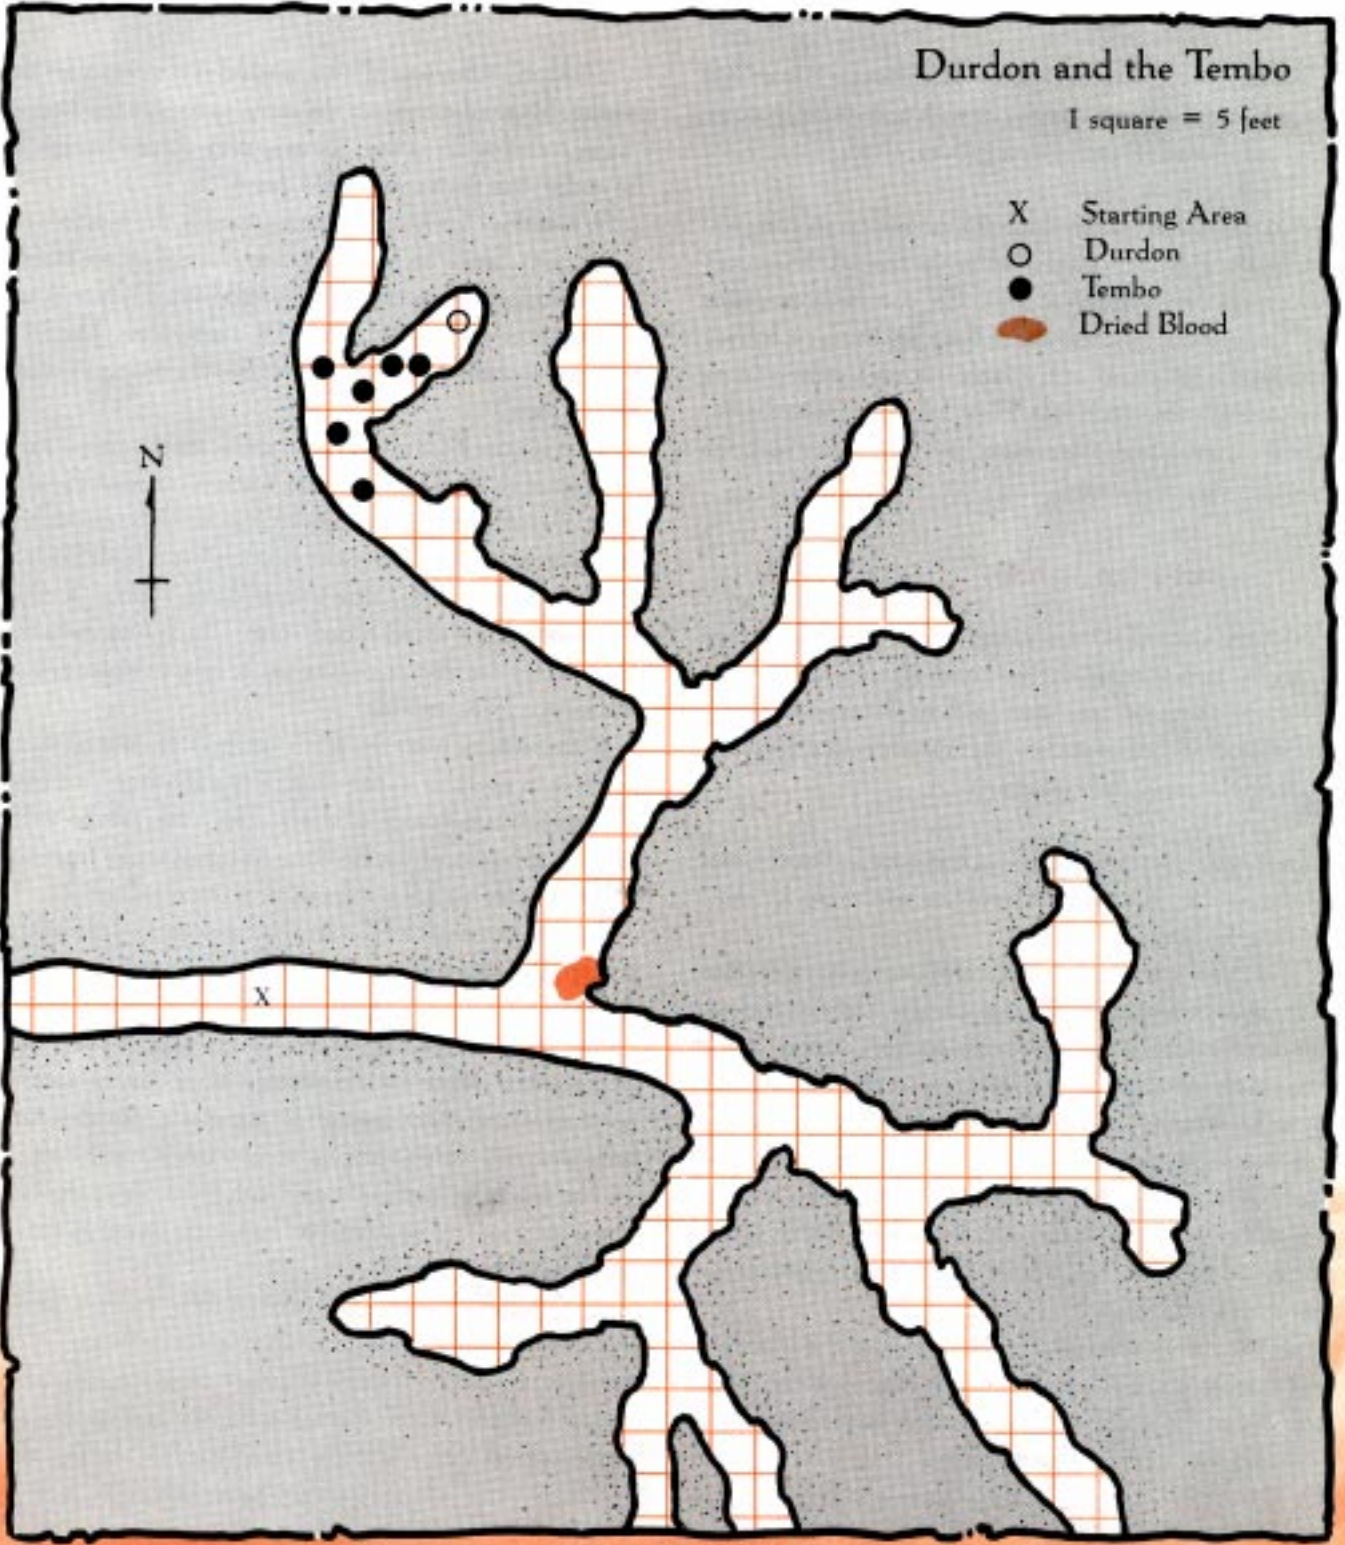 Durdon and the Tembo
1 square = 5 feet
X Starting Area
Durdon
Tembo
Dried Blood
N
X